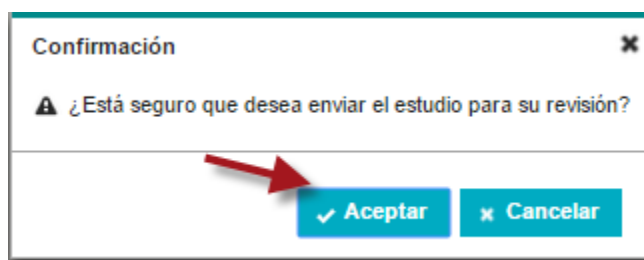 Confirmación
¿Está seguro que desea enviar el estudio para su revisión?
Aceptar
Cancelar